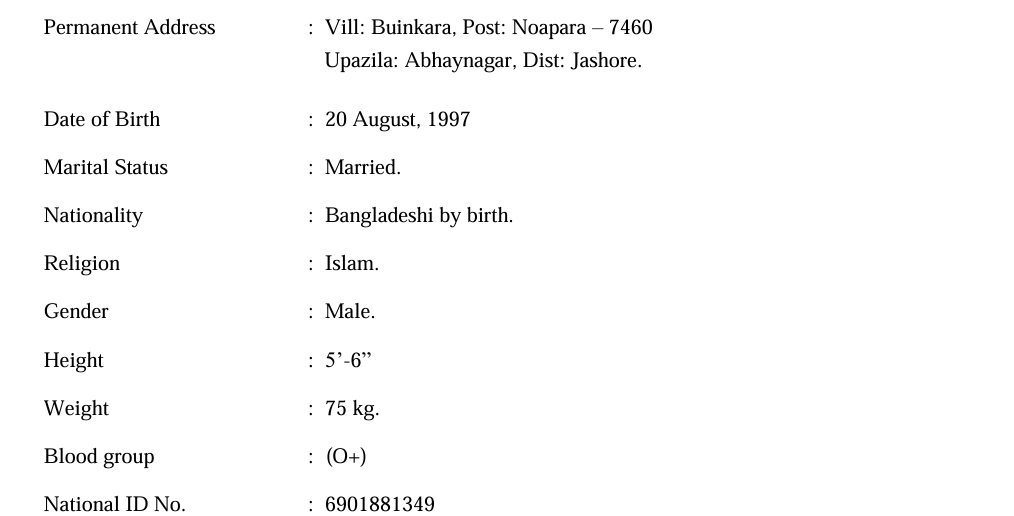 Permanent Address : Vill: Buinkara, Post: Noapara – 7460
Upazila: Abhaynagar, Dist: Jashore.
Date of Birth : 20 August, 1997
Marital Status : Married.
Nationality : Bangladeshi by birth.
Religion : Islam.
Gender : Male.
Height : 5’-6”
Weight : 75 kg.
Blood group : (O+)
National ID No. : 6901881349